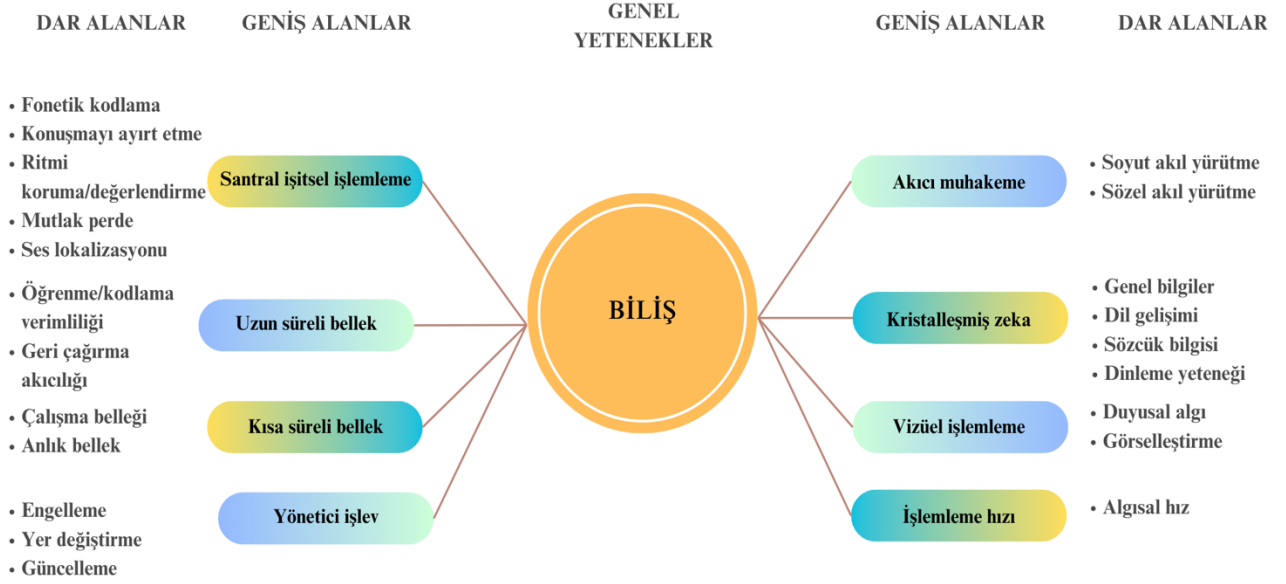 DAR ALANLAR
GENİŞ ALANLAR
GENEL
YETENEKLER
GENİŞ ALANLAR
DAR ALANLAR
• Fonetik kodlama
• Konuşmayı ayırt etme
• Ritmi
koruma/değerlendirme
• Mutlak perde
• Ses lokalizasyonu
Santral işitsel işlemleme
• Öğrenme/kodlama
verimliliği
• Geri çağırma
akıcılığı
Uzun süreli bellek
• Çalışma belleği
• Anlık bellek
Kısa süreli bellek
• Engelleme
• Yer değiştirme
• Güncelleme
Yönetici işlev
BİLİŞ
Akıcı muhakeme
• Soyut akıl yürütme
• Sözel akıl yürütme
Kristalleşmiş zeka
• Genel bilgiler
• Dil gelişimi
• Sözcük bilgisi
• Dinleme yeteneği
Vizüel işlemleme
• Duyusal algı
• Görselleştirme
İşlemleme hızı
• Algısal hız